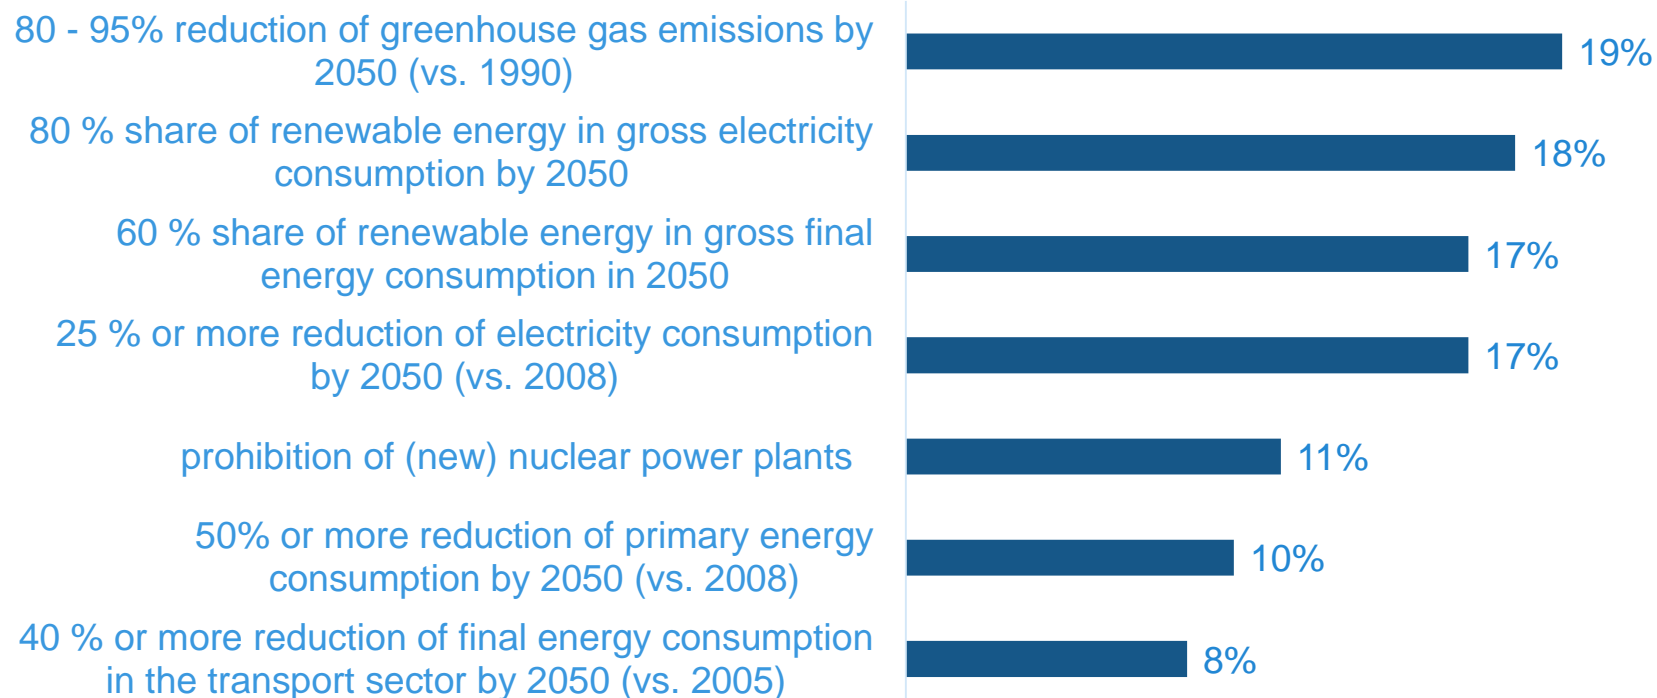 80 - 95% reduction of greenhouse gas emissions by
2050 (vs. 1990)
19%
80 % share of renewable energy in gross electricity
consumption by 2050
18%
60 % share of renewable energy in gross final
energy consumption in 2050
17%
25 % or more reduction of electricity consumption
by 2050 (vs. 2008)
17%
prohibition of (new) nuclear power plants
11%
50% or more reduction of primary energy
consumption by 2050 (vs. 2008)
10%
40 % or more reduction of final energy consumption
in the transport sector by 2050 (vs. 2005)
8%